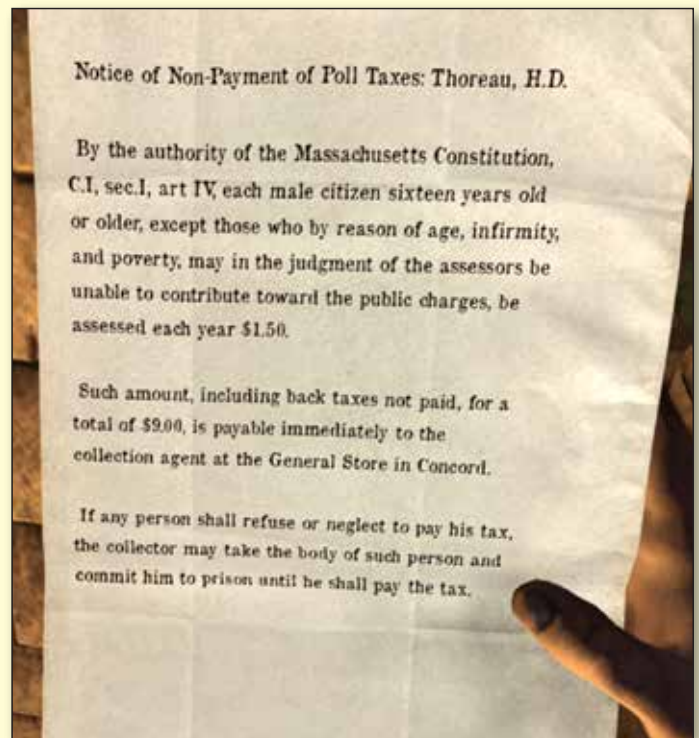 Notice of Non-Payment of Poll Taxes: Thoreau, H.D.
By the authority of the Massachusetts Constitution,
C.I, sec.I, art IV, each male citizen sixteen years old
or older, except those who by reason of age, infirmity,
and poverty, may in the judgment of the assessors be
unable to contribute toward the public charges, be
assessed each year $1.50.
Such amount, including back taxes not paid, for a
total of $9.00, is payable immediately to the
collection agent at the General Store in Concord.
If any person shall refuse or neglect to pay his tax,
the collector may take the body of such person and
commit him to prison until he shall pay the tax.